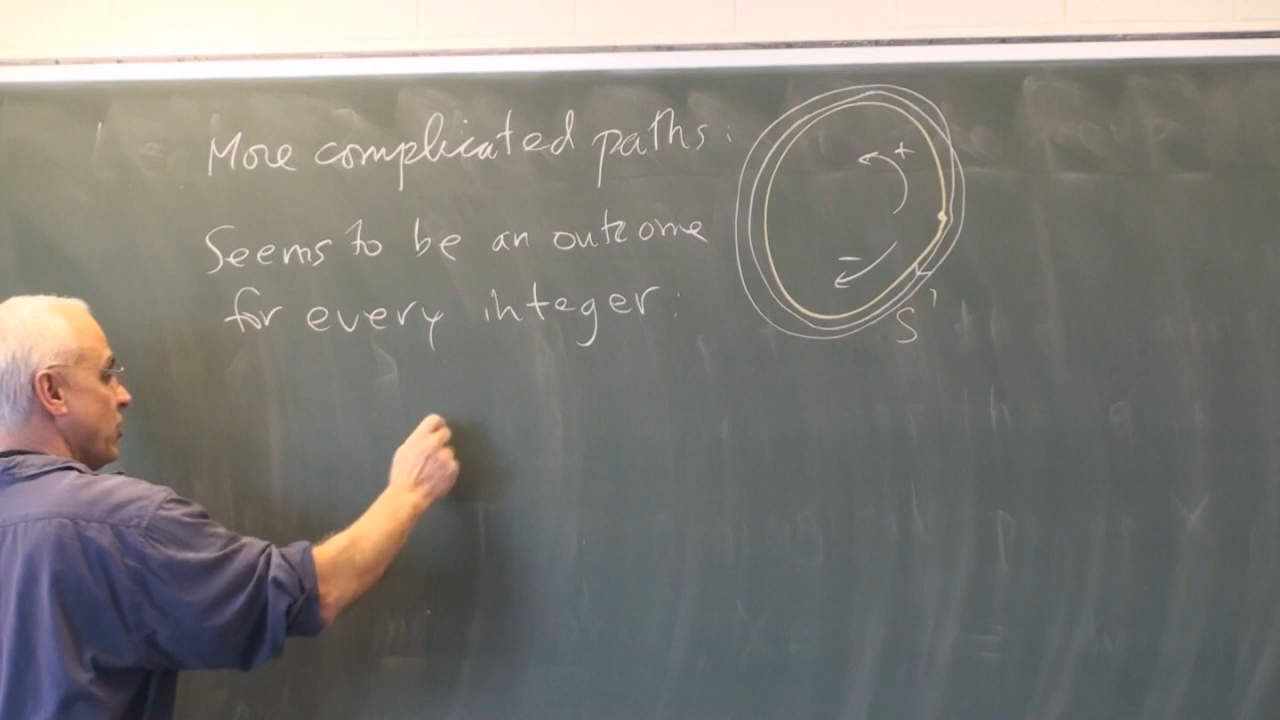 More complicated paths:
Seems to be an outcome
for every integer:
+
-
S¹